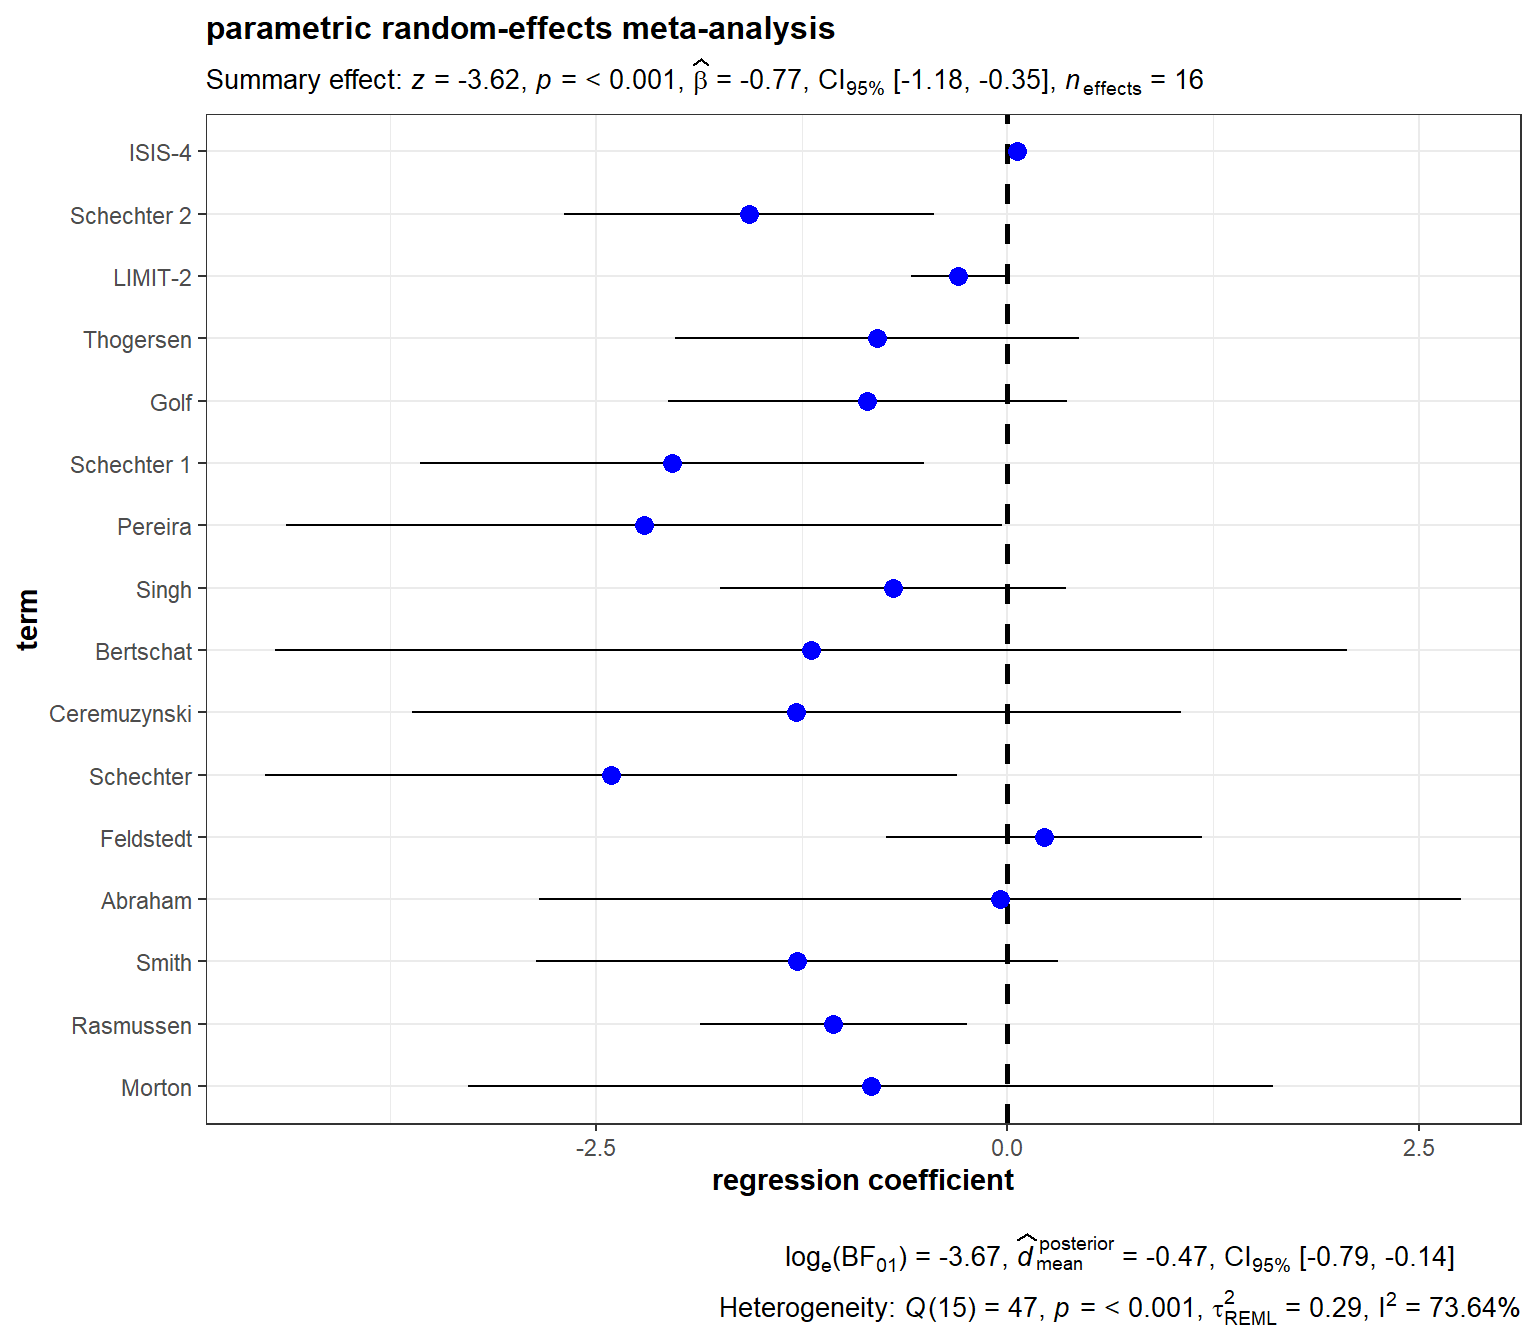 parametric random-effects meta-analysis
Summary effect: z = -3.62, p = < 0.001, β̂ = -0.77, CI95% [-1.18, -0.35], neffects = 16
ISIS-4
Schechter 2
LIMIT-2
Thogersen
Golf
Schechter 1
Pereira
Singh
Bertschat
Ceremuzynski
Schechter
Feldstedt
Abraham
Smith
Rasmussen
Morton
term
-2.5 0.0 2.5
regression coefficient
loge(BF01) = -3.67, d̂ posterior mean = -0.47, CI95% [-0.79, -0.14]
Heterogeneity: Q(15) = 47, p = < 0.001, τ²REML = 0.29, I² = 73.64%